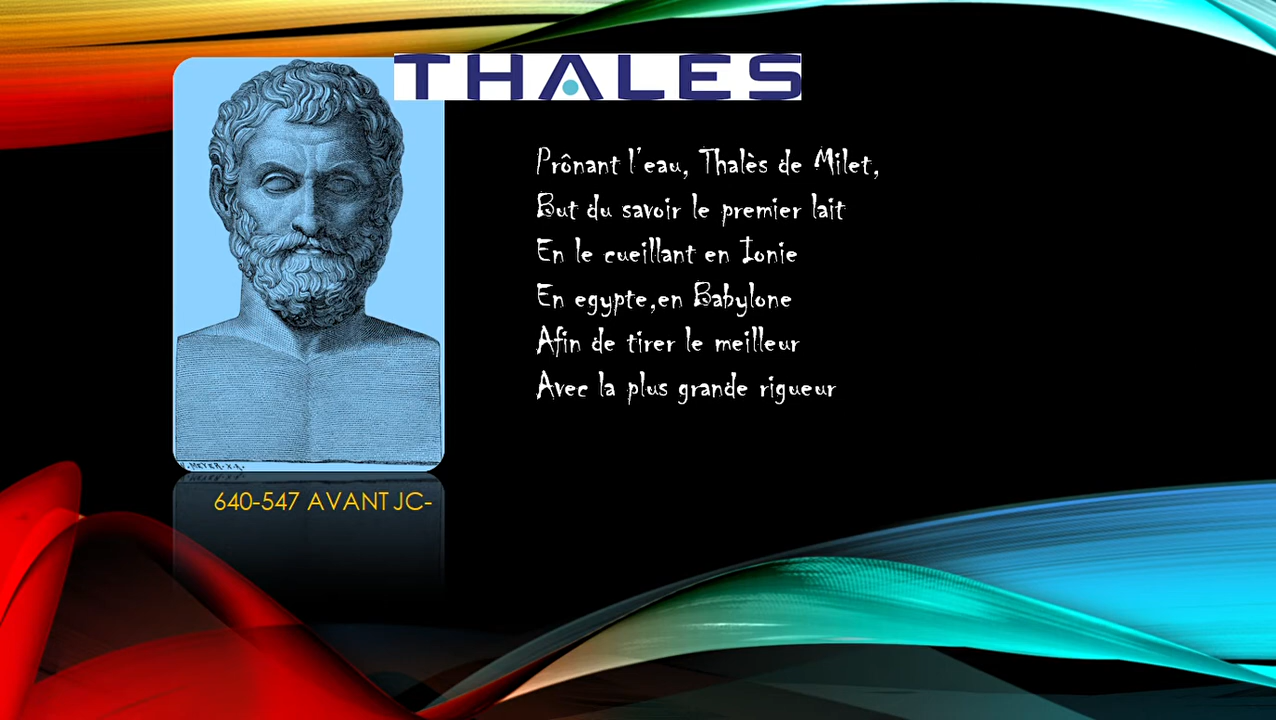 THALES
Prônant l'eau, Thalès de Milet,
But du savoir le premier lait
En le cueillant en Ionie
En egypte,en Babylone
Afin de tirer le meilleur
Avec la plus grande rigueur
640-547 AVANT JC-